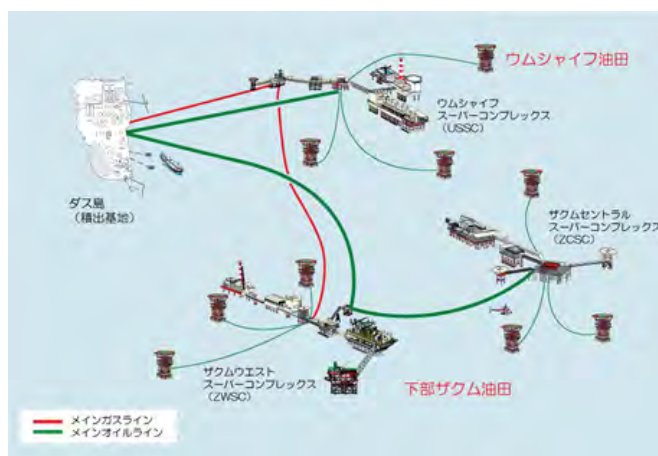 ウムシャイフ油田
ウムシャイフ
スーパーコンプレックス
（USSC）
ダス島
（積出基地）
ザクムセントラル
スーパーコンプレックス
（ZCSC）
ザクムウエスト
スーパーコンプレックス
（ZWSC）
下部ザクム油田
メインガスライン
メインオイルライン